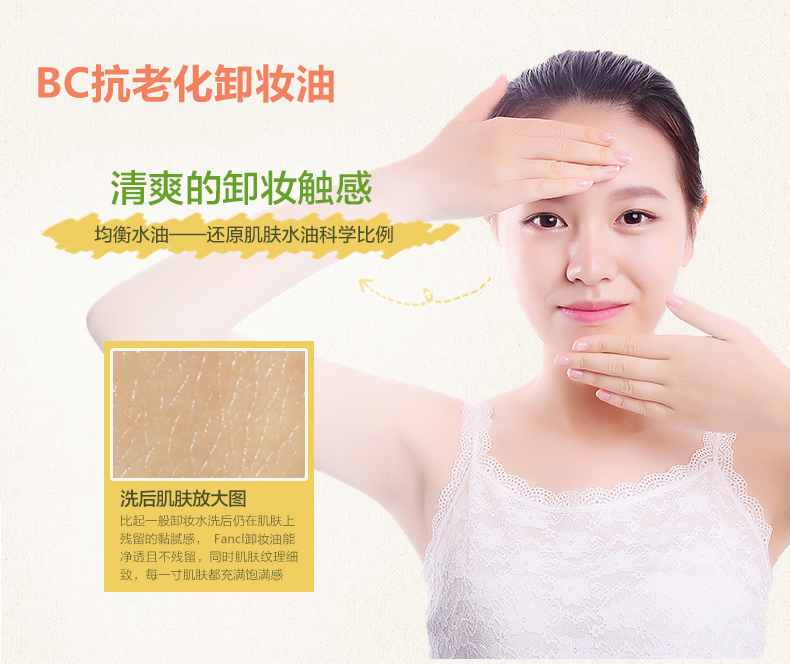 BC抗老化卸妆油
清爽的卸妆触感
均衡水油——还原肌肤水油科学比例
洗后肌肤放大图
比起一般卸妆水洗后仍在肌肤上
残留的黏腻感， Fancl卸妆油能
净透且不残留，同时肌肤纹理细
致，每一寸肌肤都充满饱满感